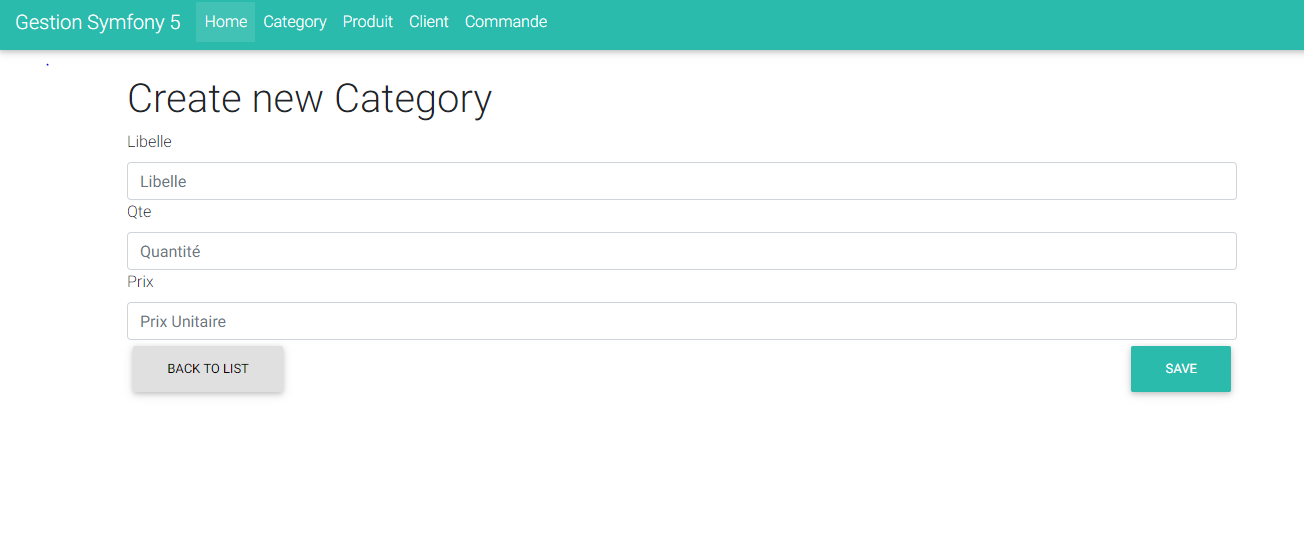 Gestion Symfony 5 Home Category Produit Client Commande
.
Create new Category
Libelle
Libelle
Qte
Quantité
Prix
Prix Unitaire
BACK TO LIST SAVE